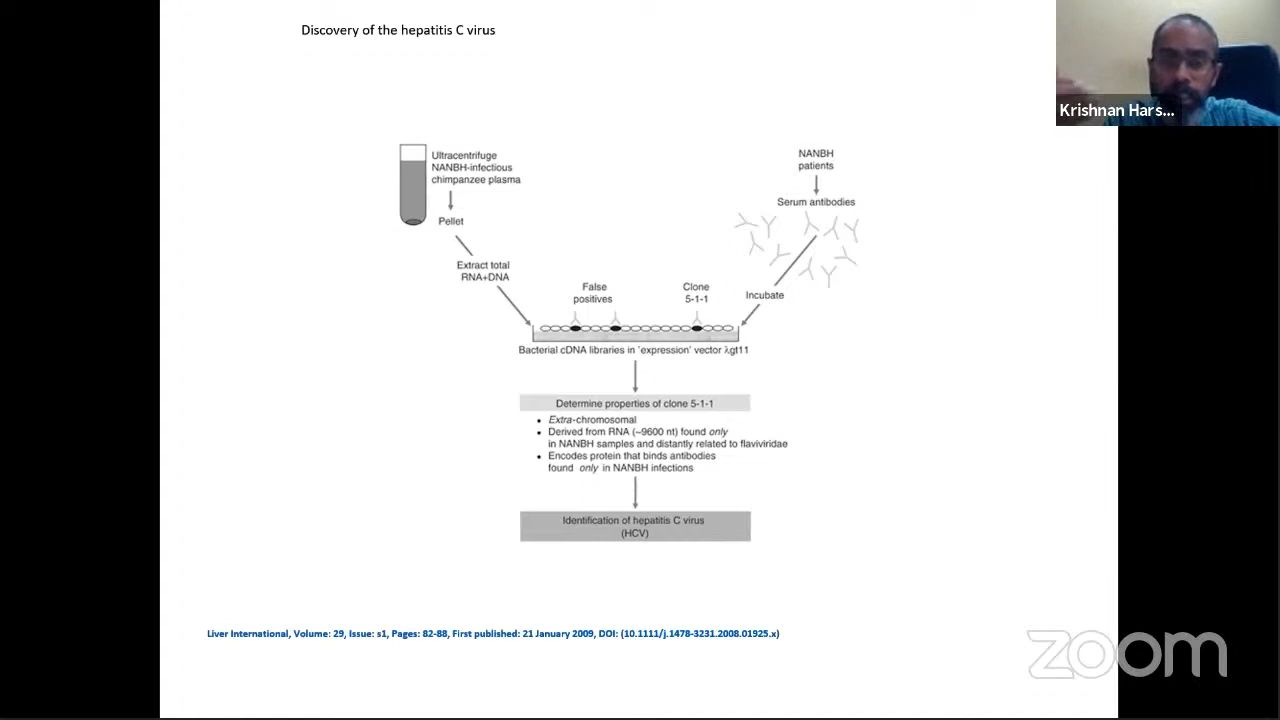 Discovery of the hepatitis C virus
Krishnan Hars...
Ultracentrifuge
NANBH-infectious
chimpanzee plasma
Pellet
Extract total
RNA+DNA
NANBH
patients
Serum antibodies
Incubate
False
positives
Clone
5-1-1
Bacterial cDNA libraries in 'expression' vector λgt11
Determine properties of clone 5-1-1
• Extra-chromosomal
• Derived from RNA (~9600 nt) found only
in NANBH samples and distantly related to flaviviridae
• Encodes protein that binds antibodies
found only in NANBH infections
Identification of hepatitis C virus
(HCV)
Liver International, Volume: 29, Issue: s1, Pages: 82-88, First published: 21 January 2009, DOI: (10.1111/j.1478-3231.2008.01925.x)
zoom